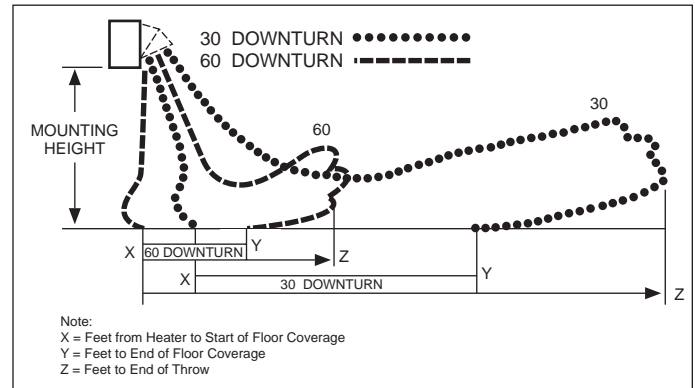 30 DOWNTURN
60 DOWNTURN
MOUNTING
HEIGHT
60
30
X 60 DOWNTURN Y Z
X 30 DOWNTURN Y Z
Note:
X = Feet from Heater to Start of Floor Coverage
Y = Feet to End of Floor Coverage
Z = Feet to End of Throw